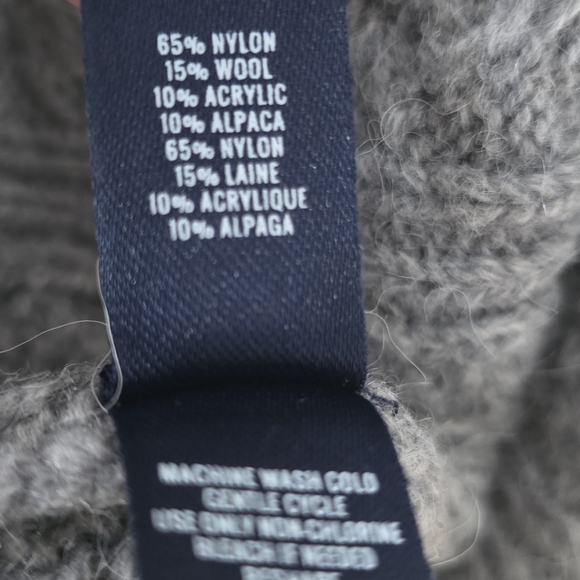 65% NYLON
15% WOOL
10% ACRYLIC
10% ALPACA
65% NYLON
15% LAINE
10% ACRYLIQUE
10% ALPAGA
MACHINE WASH COLD
GENTLE CYCLE
USE ONLY NON-CHLORINE
BLEACH IF NEEDED